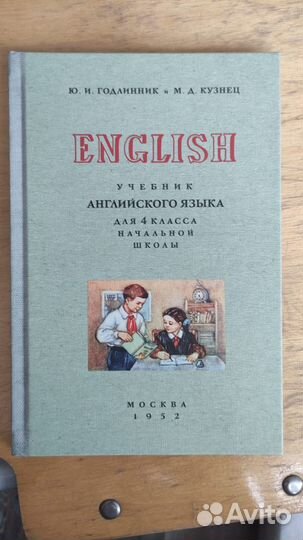 Ю. И. ГОДЛИННИК и М. Д. КУЗНЕЦ
ENGLISH
УЧЕБНИК
АНГЛИЙСКОГО ЯЗЫКА
ДЛЯ 4 КЛАССА
НАЧАЛЬНОЙ
ШКОЛЫ
МОСКВА
1952
Avito